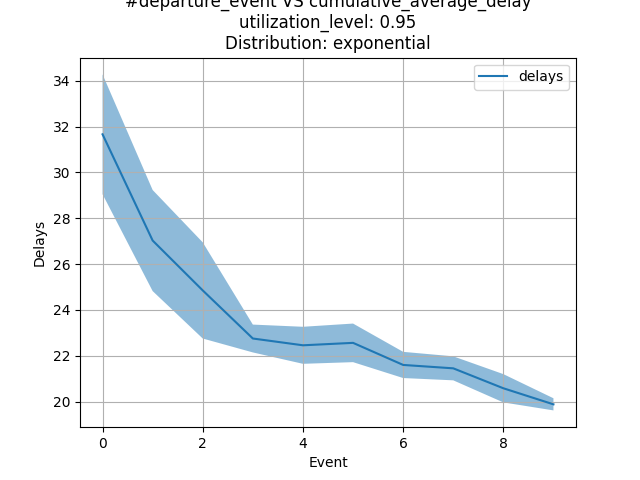 #departure_event VS cumulative_average_delay
utilization_level: 0.95
Distribution: exponential
delays
34
32
30
28
26
24
22
20
Delays
0 2 4 6 8
Event